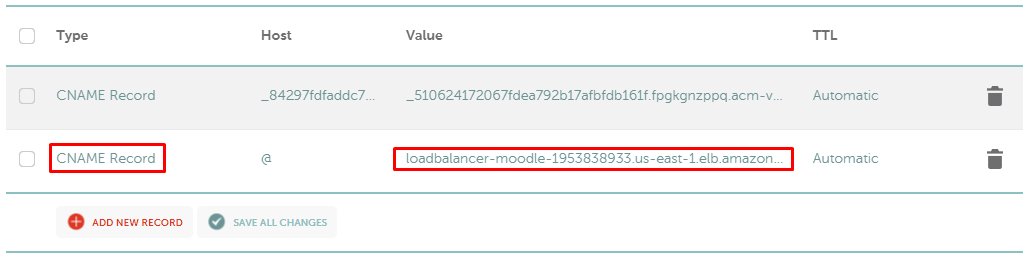 Type Host Value TTL
CNAME Record _84297fdfaddc7... _510624172067fdea792b17afbfdb161f.fpgkgnzppq.acm-v... Automatic
CNAME Record @ loadbalancer-moodle-1953838933.us-east-1.elb.amazon... Automatic
ADD NEW RECORD SAVE ALL CHANGES